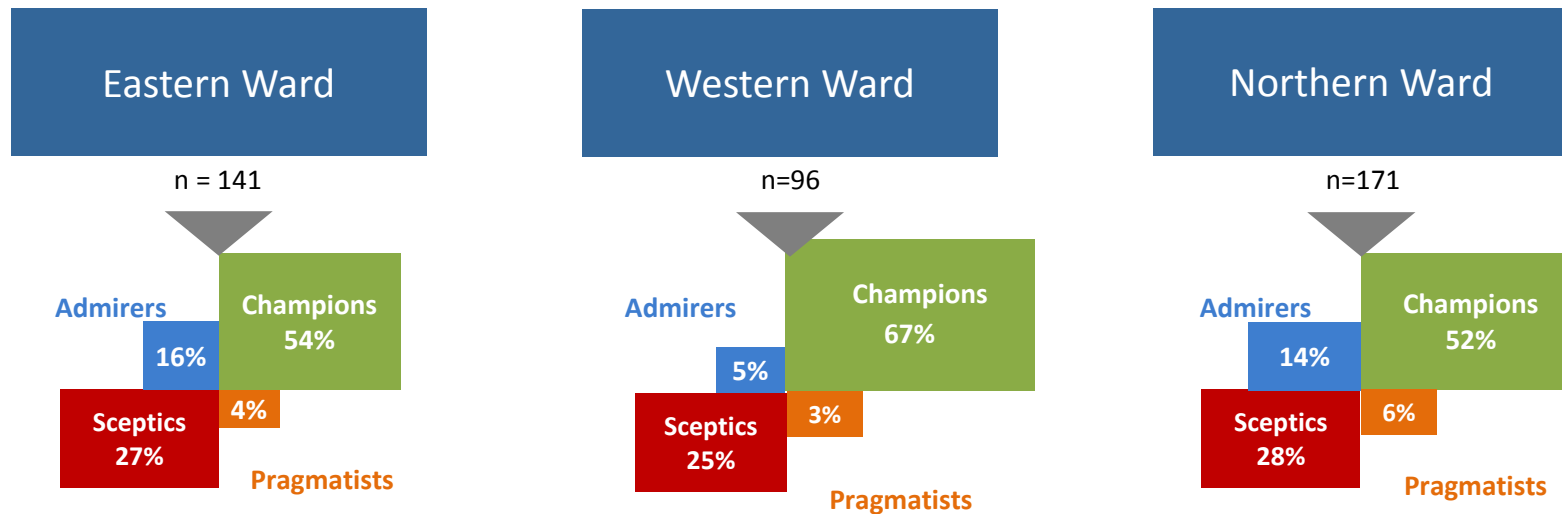 Eastern Ward
n = 141
Admirers
Champions
54%
16%
4%
Sceptics
27%
Pragmatists
Western Ward
n=96
Admirers
Champions
67%
5%
3%
Sceptics
25%
Pragmatists
Northern Ward
n=171
Admirers
Champions
52%
14%
6%
Sceptics
28%
Pragmatists